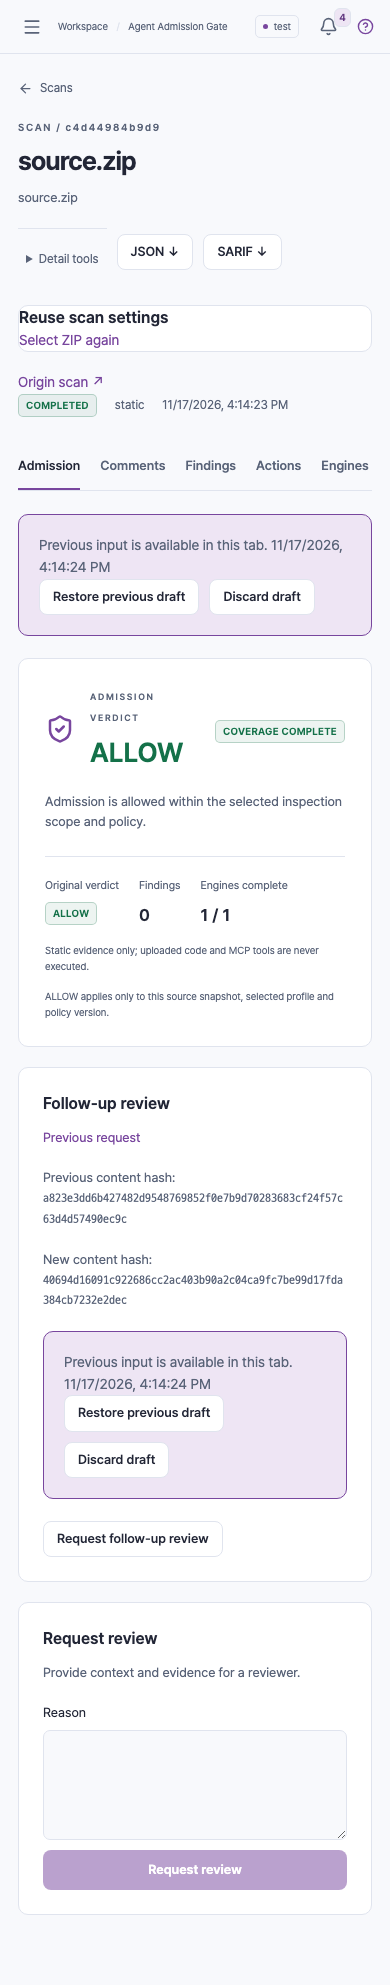 Workspace / Agent Admission Gate
test
4
Scans
SCAN / c4d44984b9d9
source.zip
source.zip
Detail tools
JSON ↓
SARIF ↓
Reuse scan settings
Select ZIP again
Origin scan ↗
COMPLETED static 11/17/2026, 4:14:23 PM
Admission Comments Findings Actions Engines
Previous input is available in this tab. 11/17/2026,
4:14:24 PM
Restore previous draft
Discard draft
ADMISSION
VERDICT
ALLOW
COVERAGE COMPLETE
Admission is allowed within the selected inspection
scope and policy.
Original verdict Findings Engines complete
ALLOW 0 1 / 1
Static evidence only; uploaded code and MCP tools are never
executed.
ALLOW applies only to this source snapshot, selected profile and
policy version.
Follow-up review
Previous request
Previous content hash:
a823e3dd6b427482d9548769852f0e7b9d70283683cf24f57c
63d4d57490ec9c
New content hash:
40694d16091c922686cc2ac403b90a2c04ca9fc7be99d17fda
384cb7232e2dec
Previous input is available in this tab.
11/17/2026, 4:14:24 PM
Restore previous draft
Discard draft
Request follow-up review
Request review
Provide context and evidence for a reviewer.
Reason
Request review